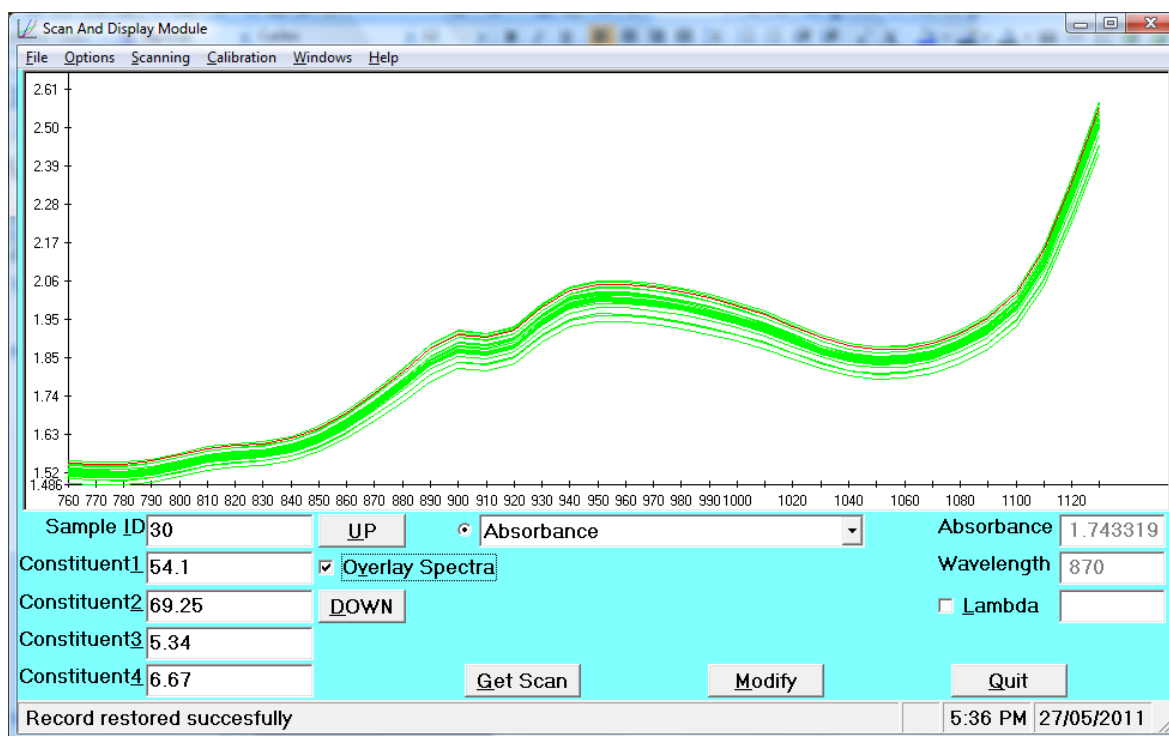 Scan And Display Module
File Options Scanning Calibration Windows Help
2.61
2.50
2.39
2.28
2.17
2.06
1.95
1.85
1.74
1.63
1.52
1.486
760 770 780 790 800 810 820 830 840 850 860 870 880 890 900 910 920 930 940 950 960 970 980 990 1000 1020 1040 1060 1080 1100 1120
Sample ID 30 UP Absorbance Absorbance 1.743319
Constituent1 54.1 Overlay Spectra Wavelength 870
Constituent2 69.25 DOWN Lambda
Constituent3 5.34
Constituent4 6.67 Get Scan Modify Quit
Record restored succesfully 5:36 PM 27/05/2011